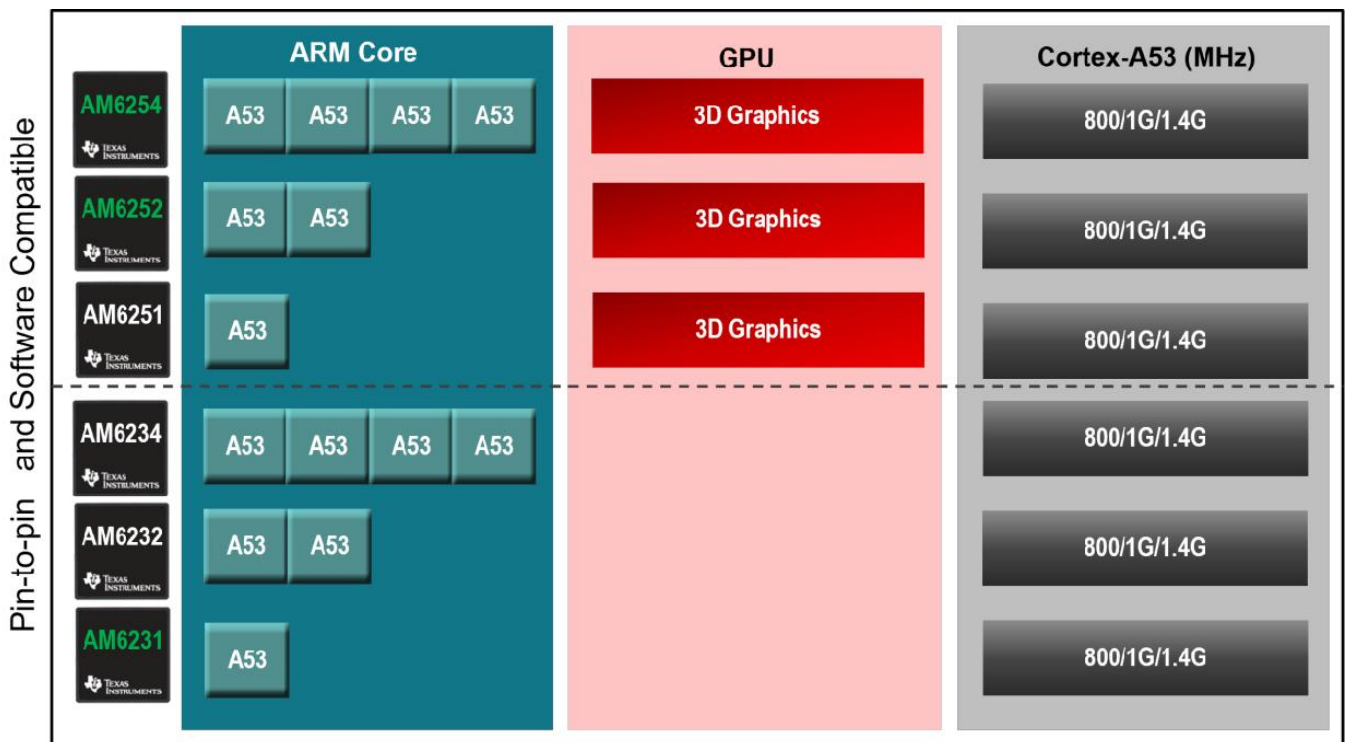 Pin-to-pin and Software Compatible
ARM Core
GPU
Cortex-A53 (MHz)
AM6254
TEXAS
INSTRUMENTS
A53 A53 A53 A53
3D Graphics
800/1G/1.4G
AM6252
TEXAS
INSTRUMENTS
A53 A53
3D Graphics
800/1G/1.4G
AM6251
TEXAS
INSTRUMENTS
A53
3D Graphics
800/1G/1.4G
AM6234
TEXAS
INSTRUMENTS
A53 A53 A53 A53
800/1G/1.4G
AM6232
TEXAS
INSTRUMENTS
A53 A53
800/1G/1.4G
AM6231
TEXAS
INSTRUMENTS
A53
800/1G/1.4G